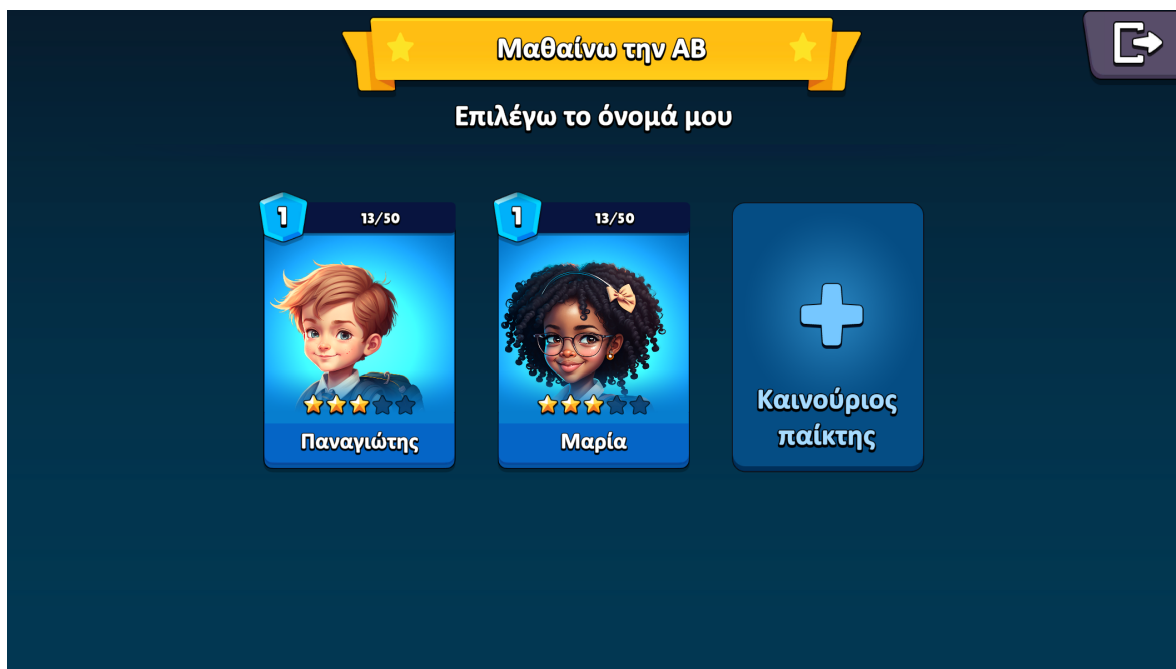 Μαθαίνω την ΑΒ
Επιλέγω το όνομά μου
1 13/50
1 13/50
Παναγιώτης
Μαρία
Καινούριος
παίκτης